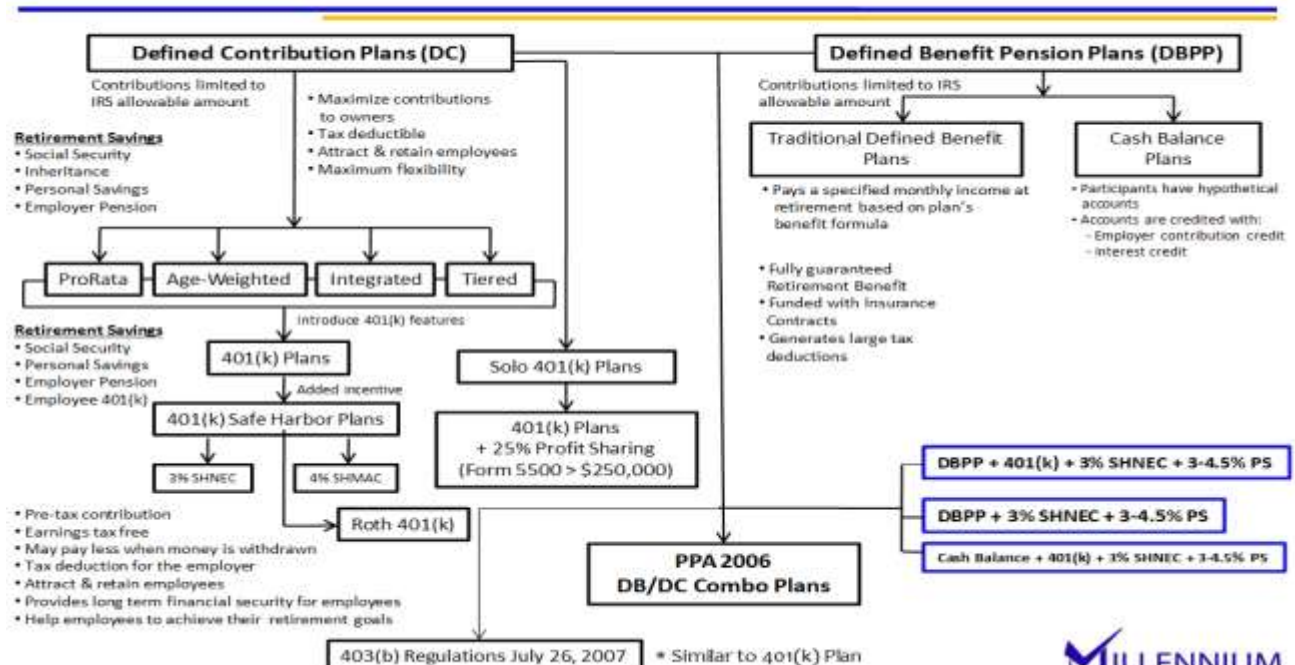 Defined Contribution Plans (DC)
Defined Benefit Pension Plans (DBPP)
Contributions limited to
IRS allowable amount
• Maximize contributions
to owners
• Tax deductible
• Attract & retain employees
• Maximum flexibility
Retirement Savings
• Social Security
• Inheritance
• Personal Savings
• Employer Pension
Contributions limited to IRS
allowable amount
Traditional Defined Benefit
Plans
Cash Balance
Plans
• Pays a specified monthly income at
retirement based on plan's
benefit formula
• Fully guaranteed
Retirement Benefit
• Funded with Insurance
Contracts
• Generates large tax
deductions
• Participants have hypothetical
accounts
• Accounts are credited with:
- Employer contribution credit
- Interest credit
ProRata
Age-Weighted
Integrated
Tiered
Introduce 401(k) features
Retirement Savings
• Social Security
• Personal Savings
• Employer Pension
• Employee 401(k)
401(k) Plans
Added incentive
401(k) Safe Harbor Plans
3% SHNEC
4% SHMAC
Roth 401(k)
Solo 401(k) Plans
401(k) Plans
+ 25% Profit Sharing
(Form 5500 > $250,000)
• Pre-tax contribution
• Earnings tax free
• May pay less when money is withdrawn
• Tax deduction for the employer
• Attract & retain employees
• Provides long term financial security for employees
• Help employees to achieve their retirement goals
PPA 2006
DB/DC Combo Plans
DBPP + 401(k) + 3% SHNEC + 3-4.5% PS
DBPP + 3% SHNEC + 3-4.5% PS
Cash Balance + 401(k) + 3% SHNEC + 3-4.5% PS
403(b) Regulations July 26, 2007
* Similar to 401(k) Plan
MILLENNIUM